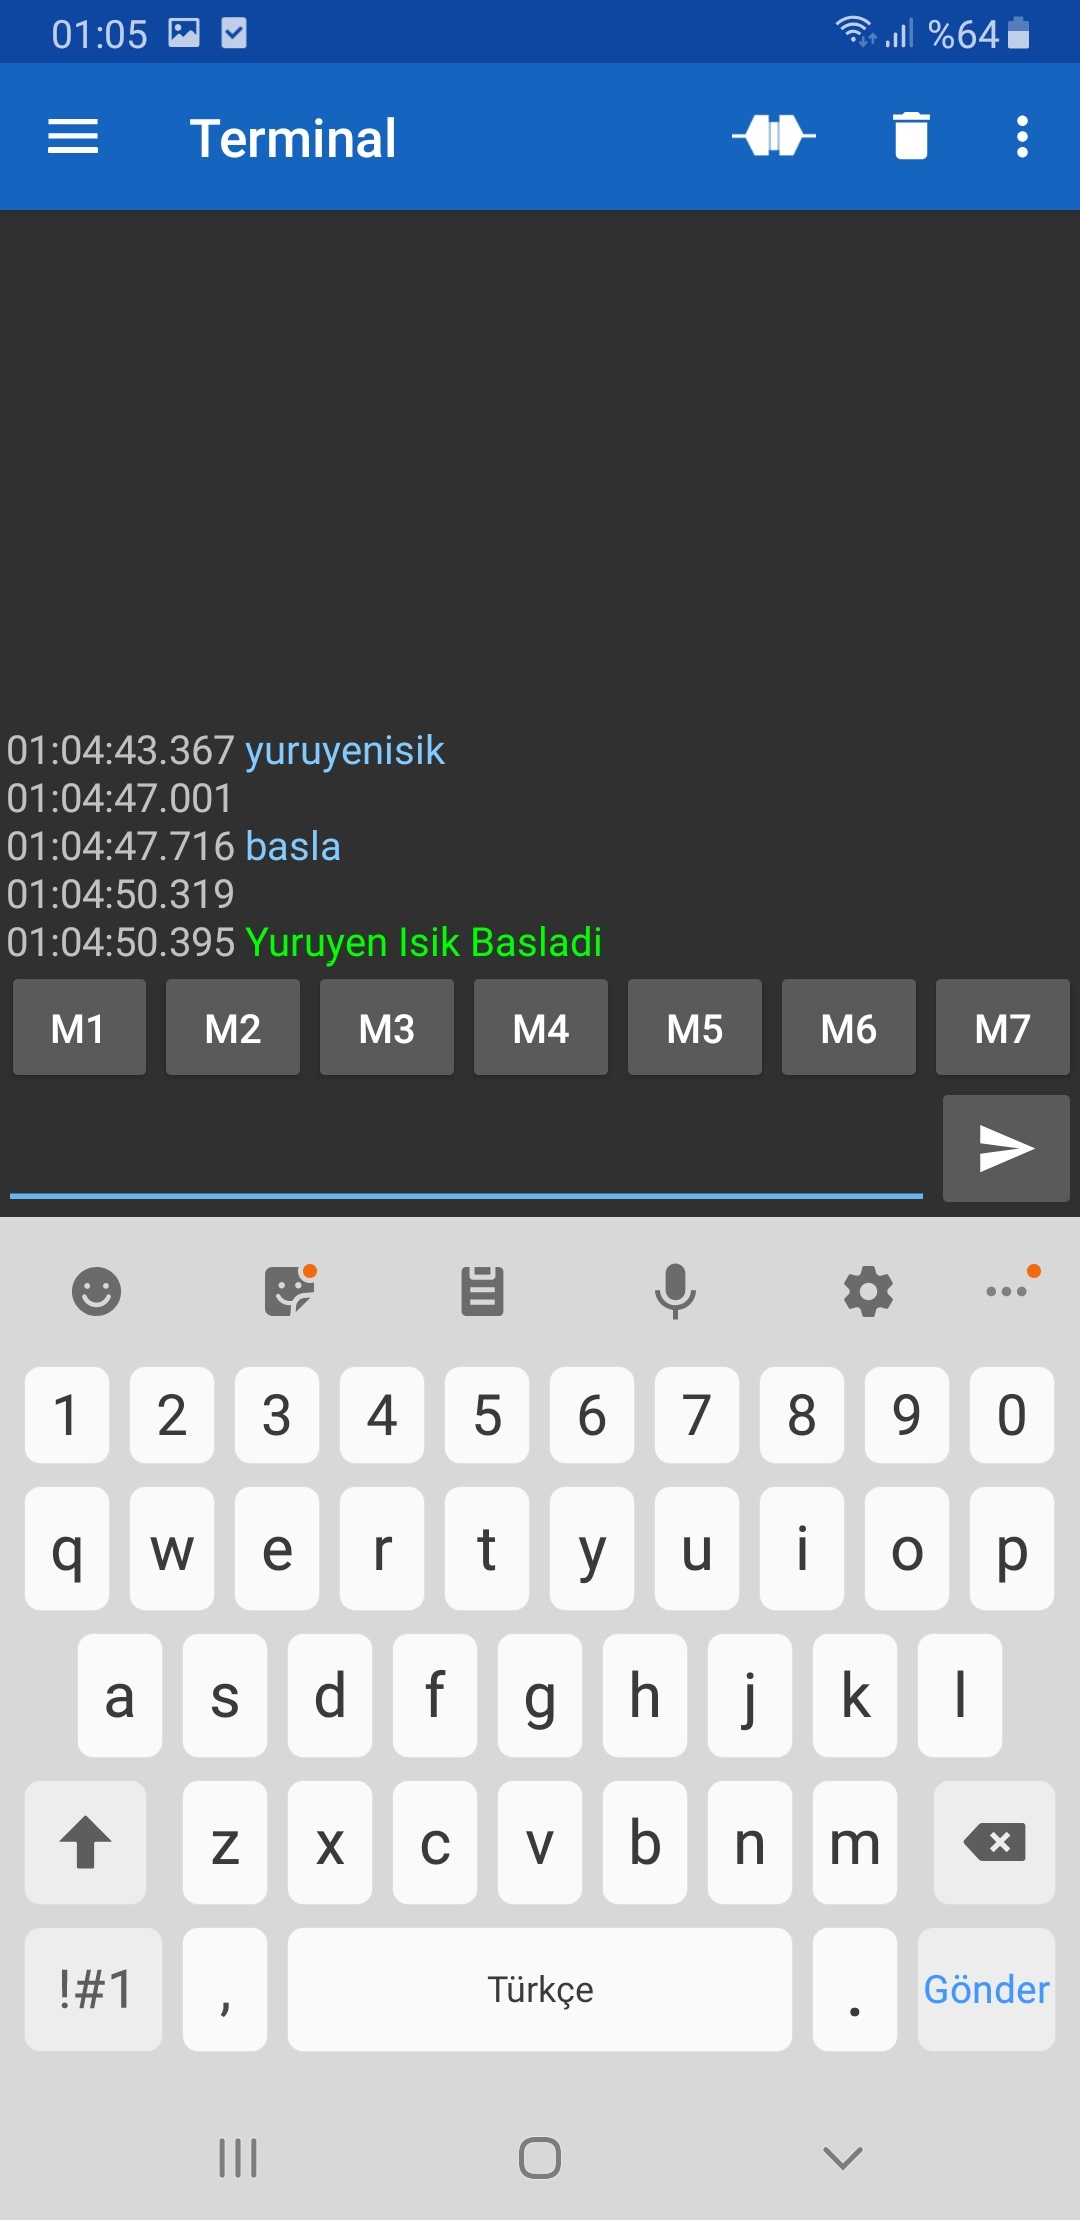 01:05 %64
Terminal
01:04:43.367 yuruyenisik
01:04:47.001
01:04:47.716 basla
01:04:50.319
01:04:50.395 Yuruyen Isik Basladi
M1 M2 M3 M4 M5 M6 M7
1 2 3 4 5 6 7 8 9 0
q w e r t y u i o p
a s d f g h j k l
z x c v b n m
!#1 , Türkçe . Gönder